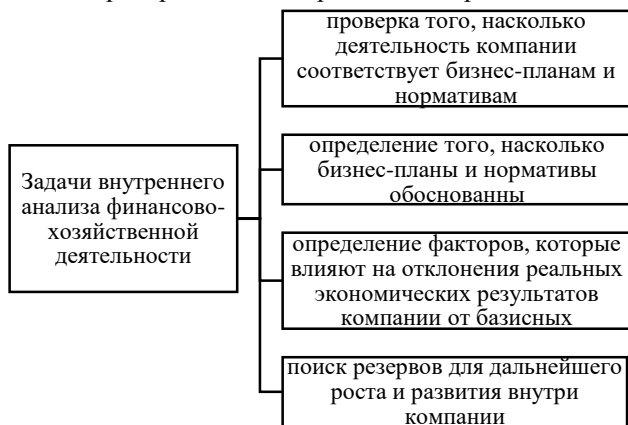 проверка того, насколько
деятельность компании
соответствует бизнес-планам и
нормативам
определение того, насколько
бизнес-планы и нормативы
обоснованны
Задачи внутреннего
анализа финансово-
хозяйственной
деятельности
определение факторов, которые
влияют на отклонения реальных
экономических результатов
компании от базисных
поиск резервов для дальнейшего
роста и развития внутри
компании